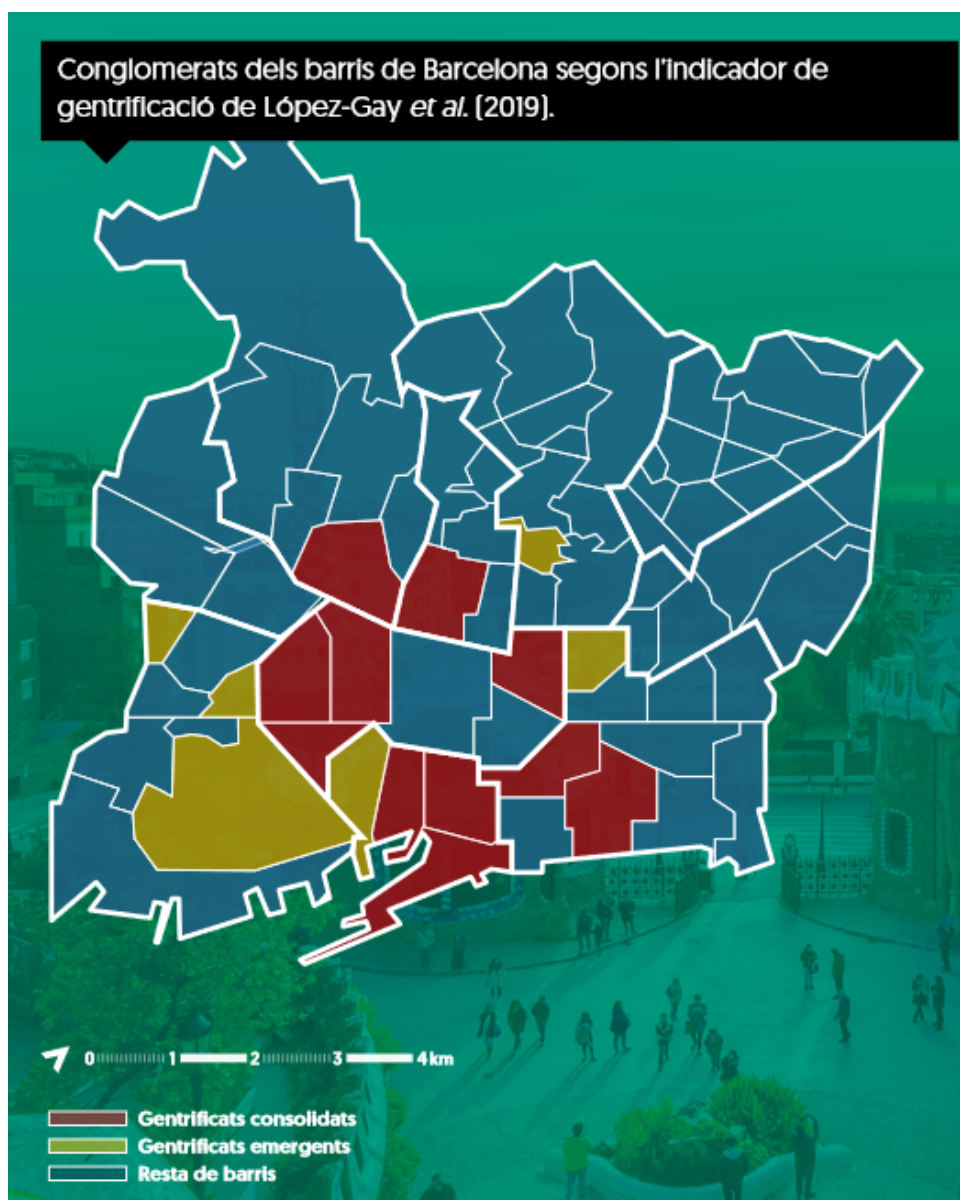 Conglomerats dels barris de Barcelona segons l'indicador de
gentrificació de López-Gay et al. (2019).
0 1 2 3 4 km
Gentrificats consolidats
Gentrificats emergents
Resta de barris